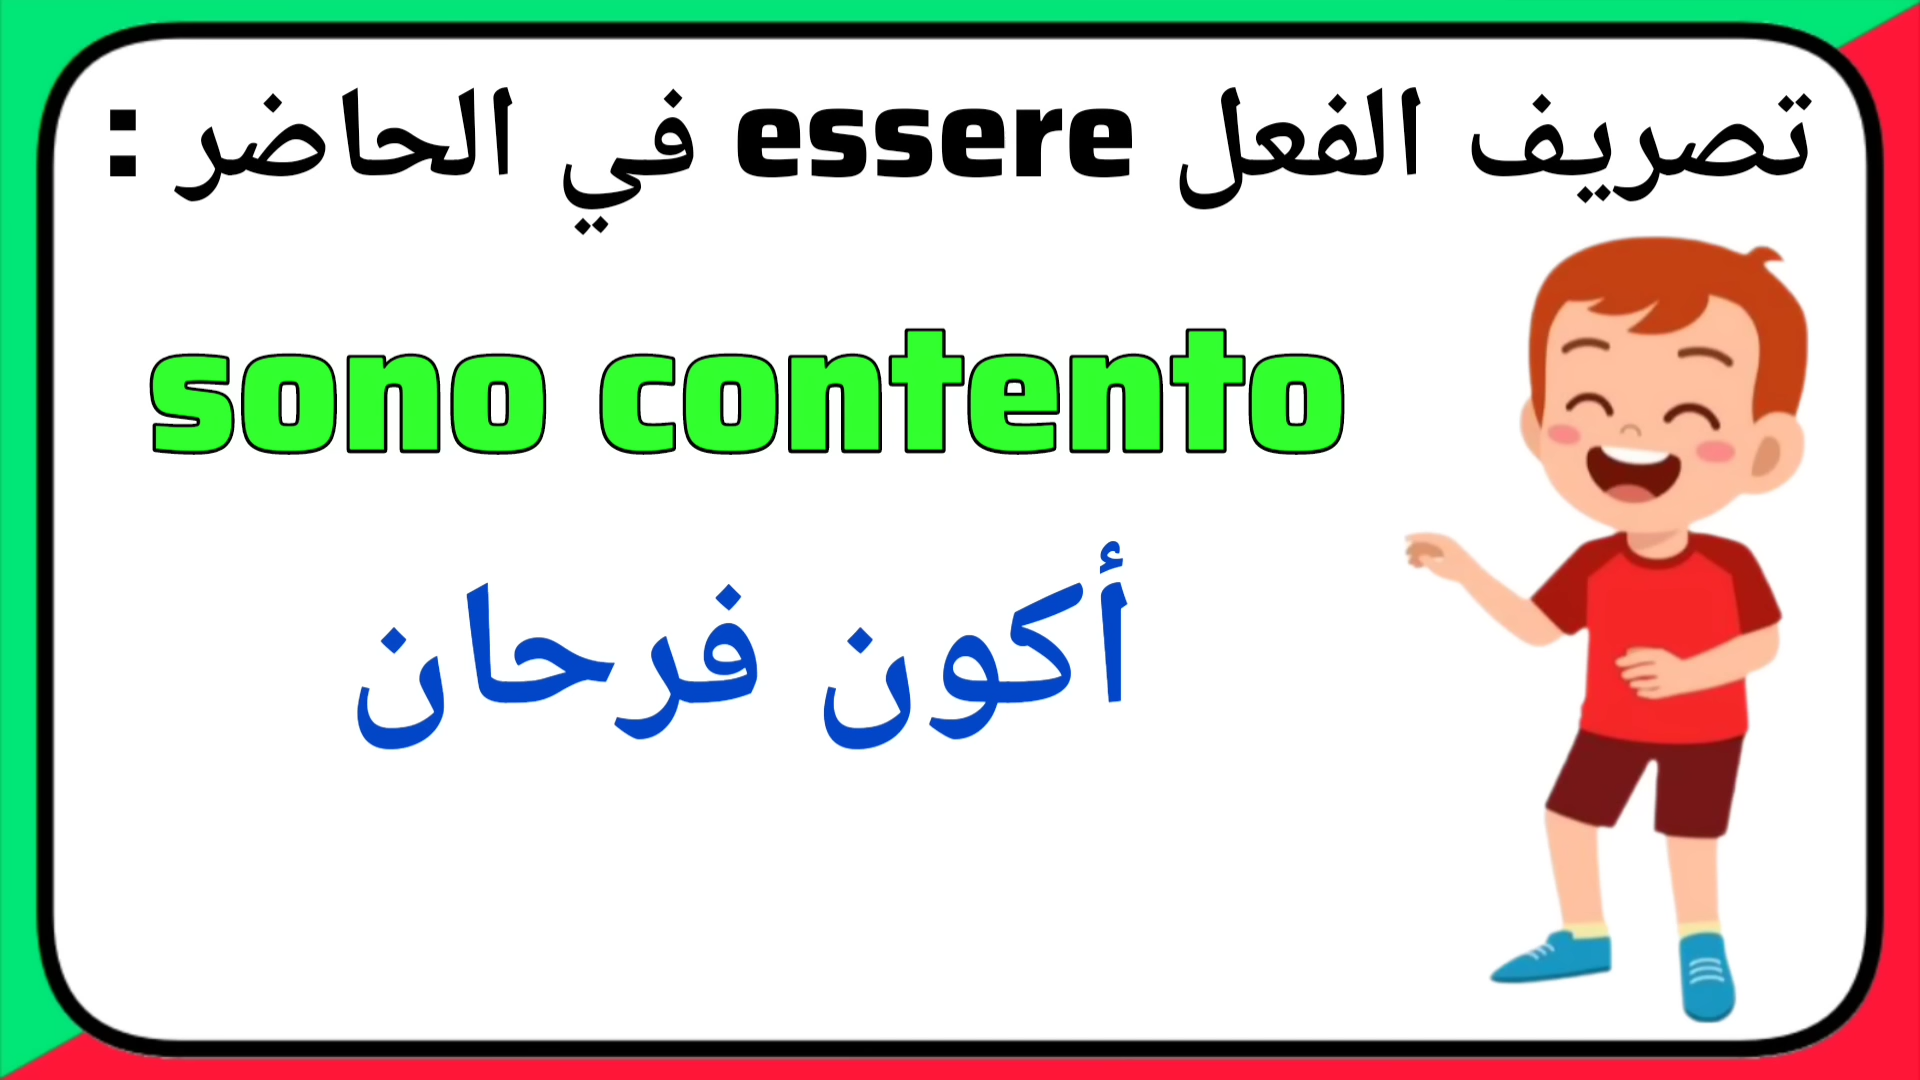 تصريف الفعل essere في الحاضر :
sono contento
أكون فرحان